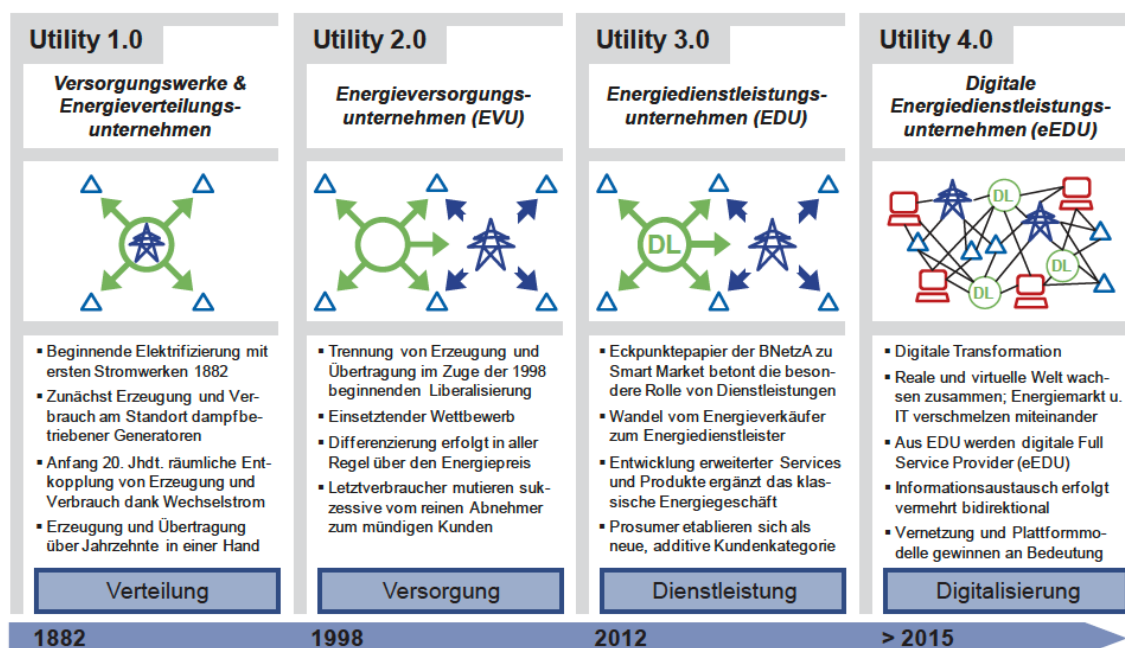 Utility 1.0
Versorgungswerke &
Energieverteilungs-
unternehmen
▪ Beginnende Elektrifizierung mit
ersten Stromwerken 1882
▪ Zunächst Erzeugung und Ver-
brauch am Standort dampfbe-
triebener Generatoren
▪ Anfang 20. Jhdt. räumliche Ent-
kopplung von Erzeugung und
Verbrauch dank Wechselstrom
▪ Erzeugung und Übertragung
über Jahrzehnte in einer Hand
Verteilung
1882
Utility 2.0
Energieversorgungs-
unternehmen (EVU)
▪ Trennung von Erzeugung und
Übertragung im Zuge der 1998
beginnenden Liberalisierung
▪ Einsetztender Wettbewerb
▪ Differenzierung erfolgt in aller
Regel über den Energiepreis
▪ Letztverbraucher mutieren suk-
zessive vom reinen Abnehmer
zum mündigen Kunden
Versorgung
1998
Utility 3.0
Energiedienstleistungs-
unternehmen (EDU)
DL
▪ Eckpunktepapier der BNetzA zu
Smart Market betont die beson-
dere Rolle von Dienstleistungen
▪ Wandel vom Energieverkäufer
zum Energiedienstleister
▪ Entwicklung erweiterter Services
und Produkte ergänzt das klas-
sische Energiegeschäft
▪ Prosumer etablieren sich als
neue, additive Kundenkategorie
Dienstleistung
2012
Utility 4.0
Digitale
Energiedienstleistungs-
unternehmen (eEDU)
DL
DL
DL
▪ Digitale Transformation
▪ Reale und virtuelle Welt wach-
sen zusammen; Energiemarkt u.
IT verschmelzen miteinander
▪ Aus EDU werden digitale Full
Service Provider (eEDU)
▪ Informationsaustausch erfolgt
vermehrt bidirektional
▪ Vernetzung und Plattformmo-
delle gewinnen an Bedeutung
Digitalisierung
> 2015